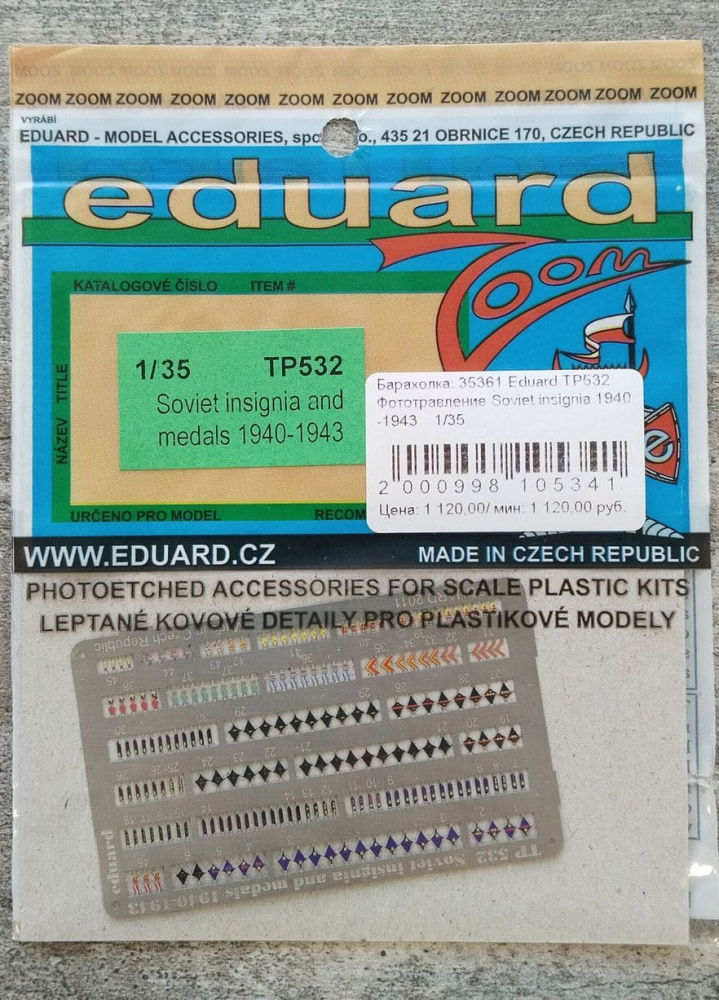 ZOOM ZOOM ZOOM ZOOM ZOOM ZOOM ZOOM ZOOM ZOOM ZOOM ZOOM ZOOM ZOOM
VYRÁBÍ
EDUARD - MODEL ACCESSORIES, spo o., 435 21 OBRNICE 170, CZECH REPUBLIC
eduard
Zoom
KATALOGOVÉ ČÍSLO ITEM #
NÁZEV TITLE
1/35 TP532
Soviet insignia and
medals 1940-1943
Барахолка: 35361 Eduard TP532
Фототравление Soviet insignia 1940
-1943 1/35
2 000998 105341
Цена: 1 120,00/ мин: 1 120,00 руб.
URČENO PRO MODEL RECOM
WWW.EDUARD.CZ MADE IN CZECH REPUBLIC
PHOTOETCHED ACCESSORIES FOR SCALE PLASTIC KITS
LEPTANÉ KOVOVÉ DETAILY PRO PLASTIKOVÉ MODELY
eduard
TP 532 Soviet insignia and medals 1940-1943